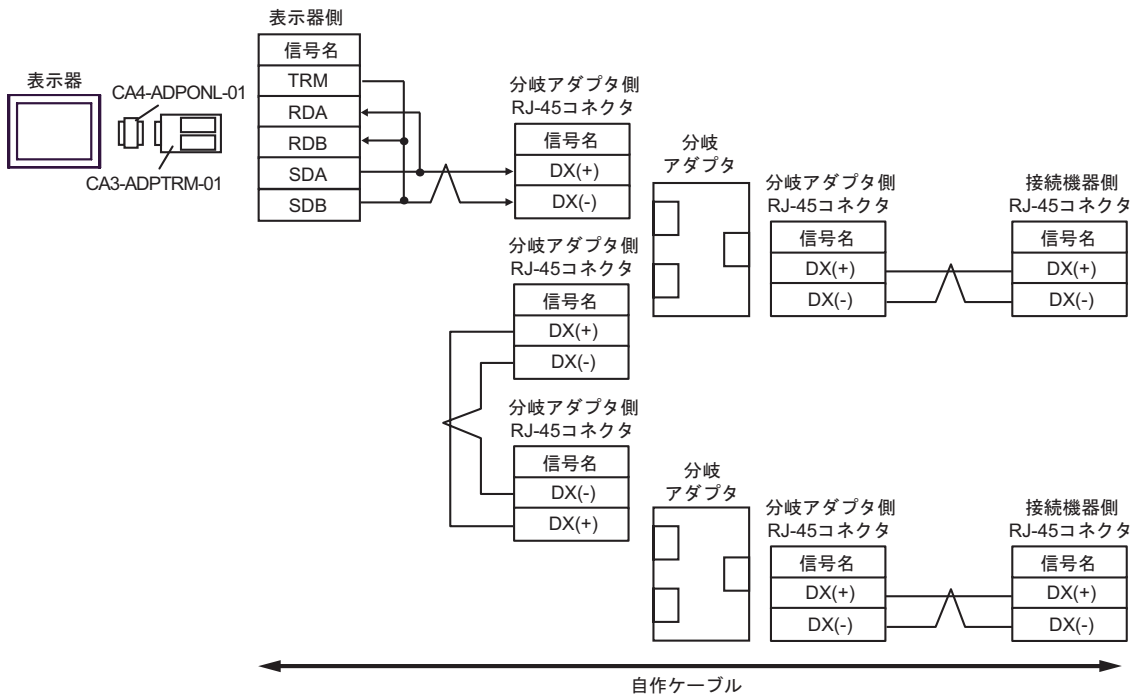 表示器
CA4-ADPONL-01
CA3-ADPTRM-01
表示器側
信号名
TRM
RDA
RDB
SDA
SDB
分岐アダプタ側
RJ-45コネクタ
信号名
DX(+)
DX(-)
分岐
アダプタ
分岐アダプタ側
RJ-45コネクタ
信号名
DX(+)
DX(-)
接続機器側
RJ-45コネクタ
信号名
DX(+)
DX(-)
分岐アダプタ側
RJ-45コネクタ
信号名
DX(+)
DX(-)
分岐アダプタ側
RJ-45コネクタ
信号名
DX(-)
DX(+)
分岐
アダプタ
分岐アダプタ側
RJ-45コネクタ
信号名
DX(+)
DX(-)
接続機器側
RJ-45コネクタ
信号名
DX(+)
DX(-)
自作ケーブル